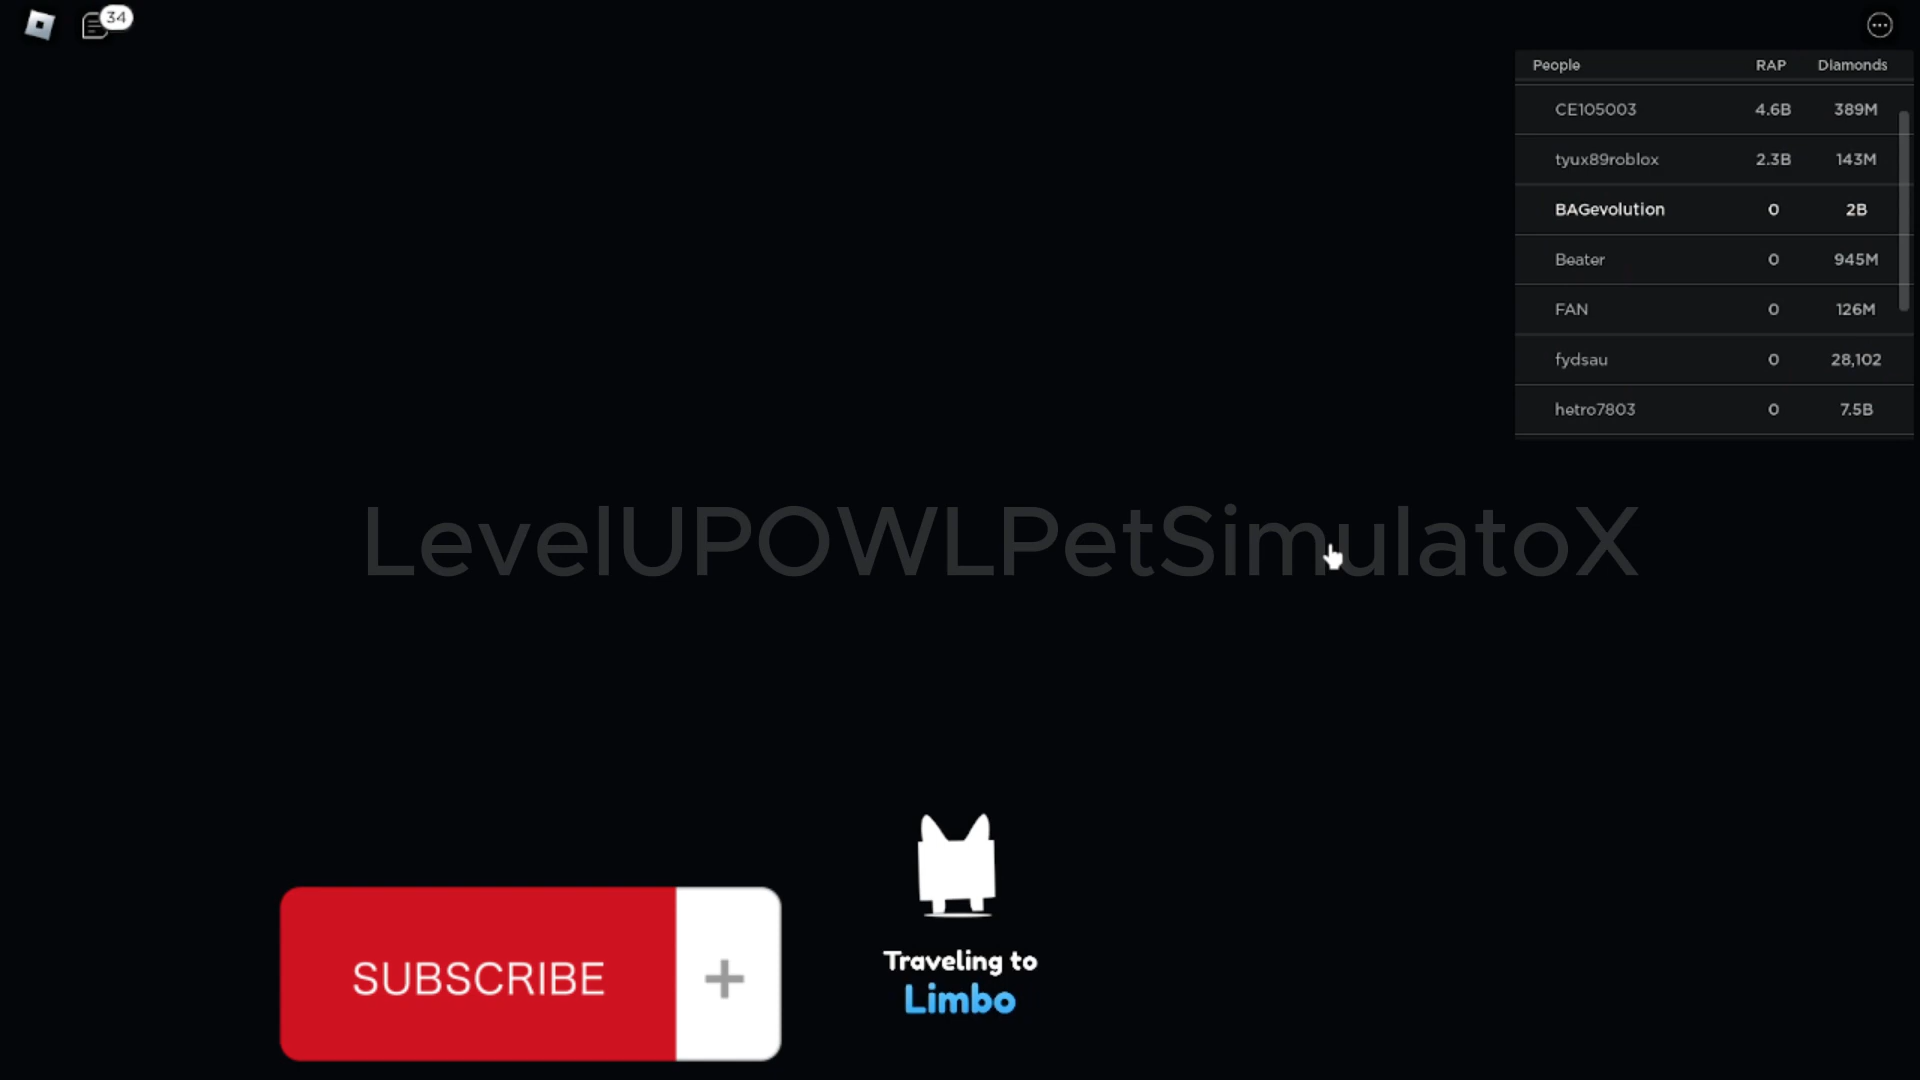 34
People RAP Diamonds
CE105003 4.6B 389M
tyux89roblox 2.3B 143M
BAGevolution 0 2B
Beater 0 945M
FAN 0 126M
fydsau 0 28,102
hetro7803 0 7.5B
LevelUPOWLPetSimulatoX
SUBSCRIBE +
Traveling to
Limbo